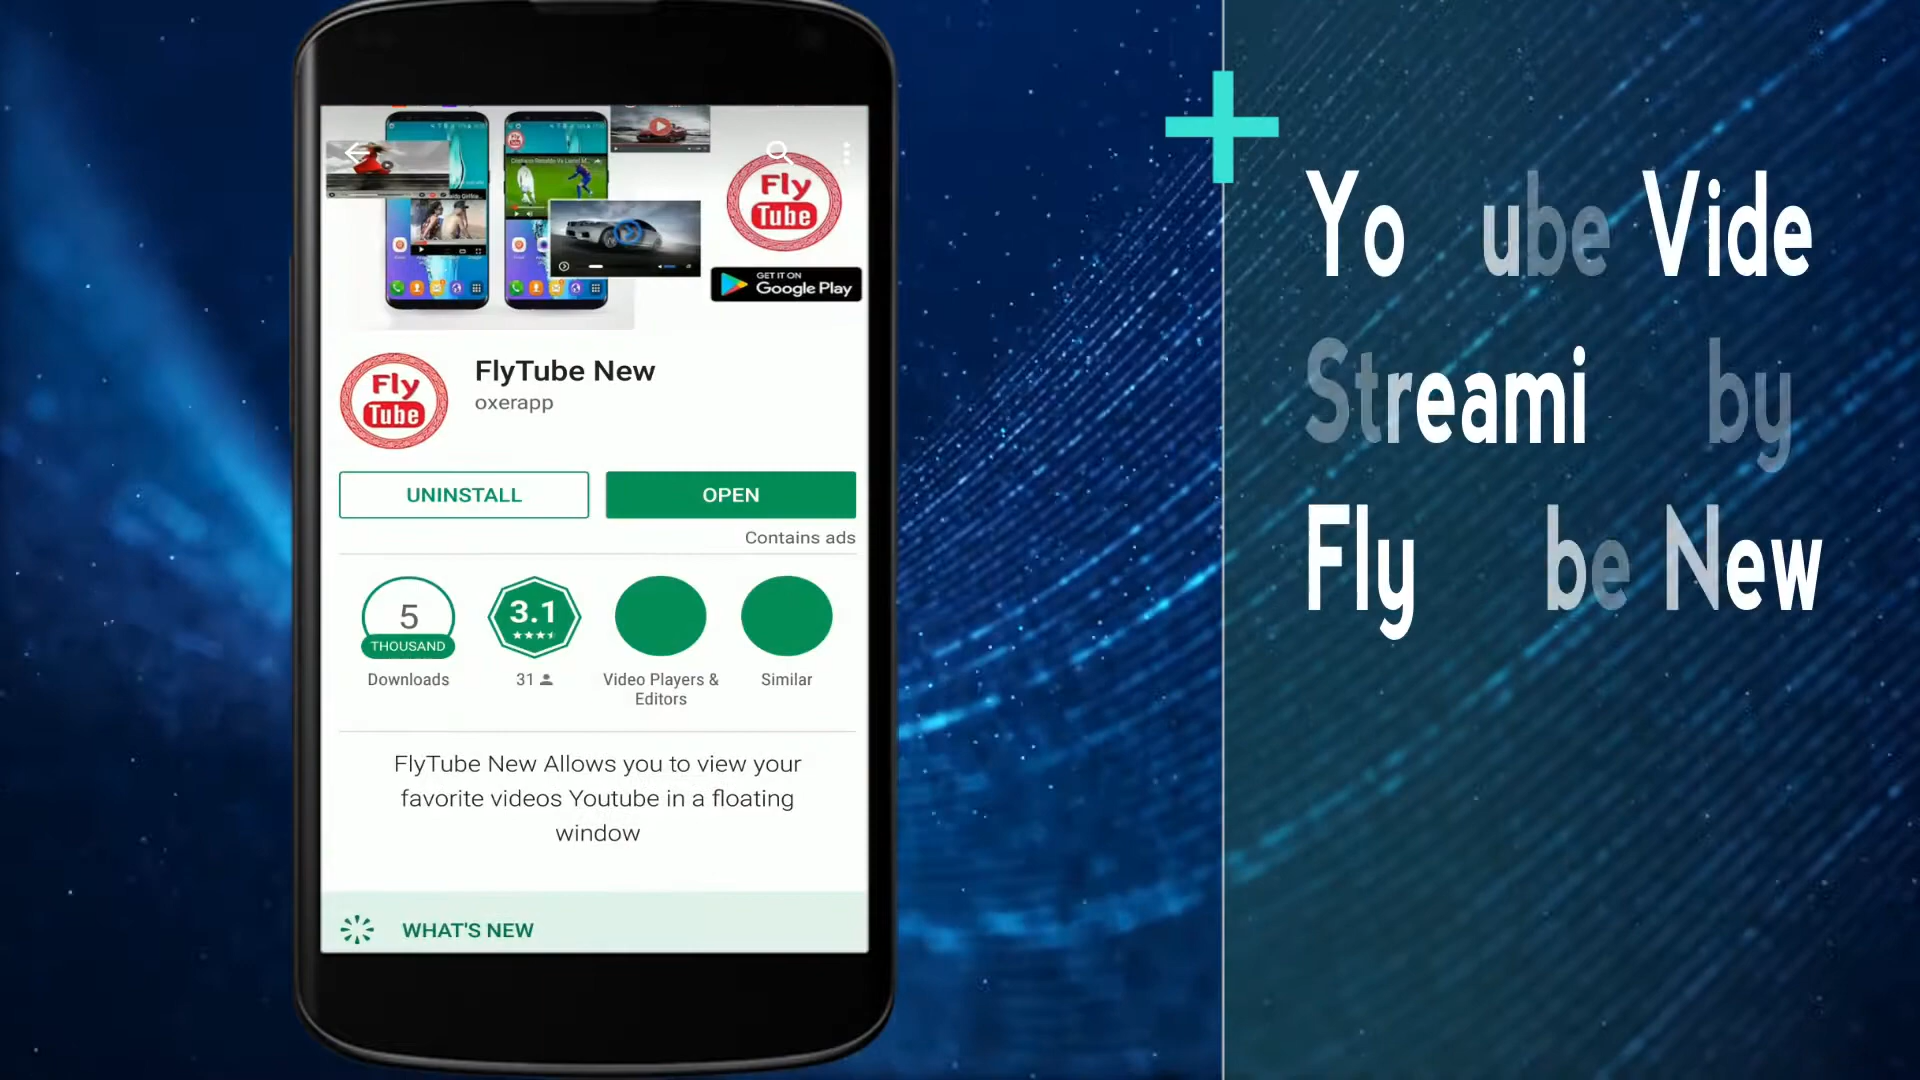 Fly
Tube
GET IT ON
Google Play
Fly
Tube
FlyTube New
oxerapp
UNINSTALL
OPEN
Contains ads
5
THOUSAND
3.1
Downloads
31
Video Players &
Editors
Similar
FlyTube New Allows you to view your
favorite videos Youtube in a floating
window
WHAT'S NEW
Yo ube Vide
Streami by
Fly be New